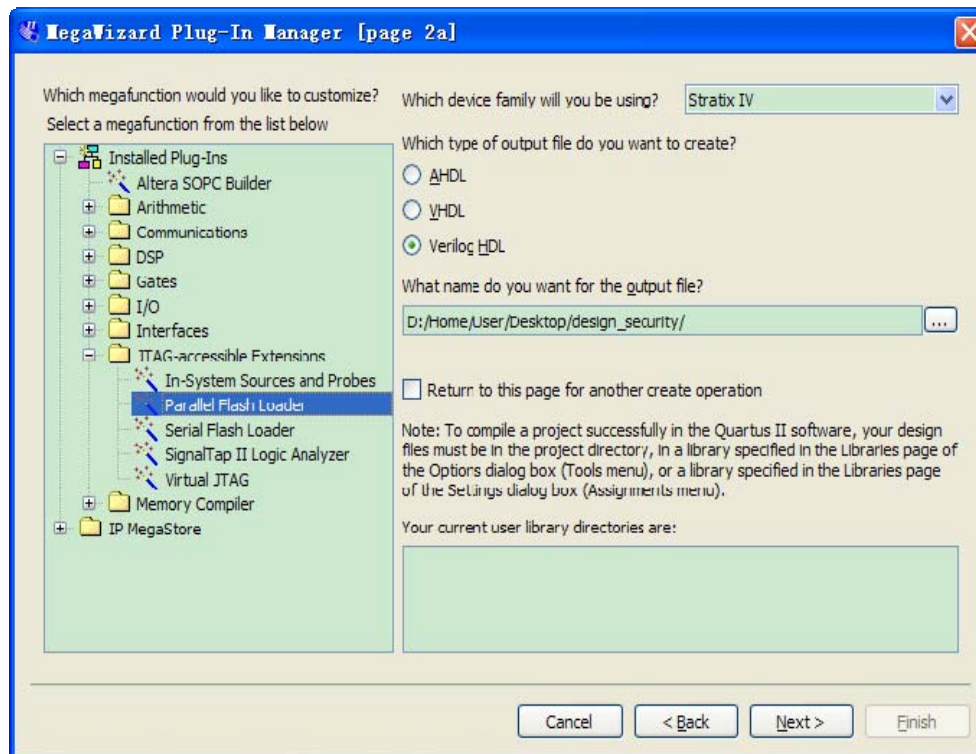 MegaWizard Plug-In Manager [page 2a]
Which megafunction would you like to customize?
Select a megafunction from the list below
Installed Plug-Ins
Altera SOPC Builder
Arithmetic
Communications
DSP
Gates
I/O
Interfaces
JTAG-accessible Extensions
In-System Sources and Probes
Parallel Flash Loader
Serial Flash Loader
SignalTap II Logic Analyzer
Virtual JTAG
Memory Compiler
IP MegaStore
Which device family will you be using?
Stratix IV
Which type of output file do you want to create?
AHDL
VHDL
Verilog HDL
What name do you want for the output file?
D:/Home/User/Desktop/design_security/
...
Return to this page for another create operation
Note: To compile a project successfully in the Quartus II software, your design
files must be in the project directory, in a library specified in the Libraries page of
the Options dialog box (Tools menu), or a library specified in the Libraries page
of the Settings dialog box (Assignments menu).
Your current user library directories are:
Cancel
< Back
Next >
Finish